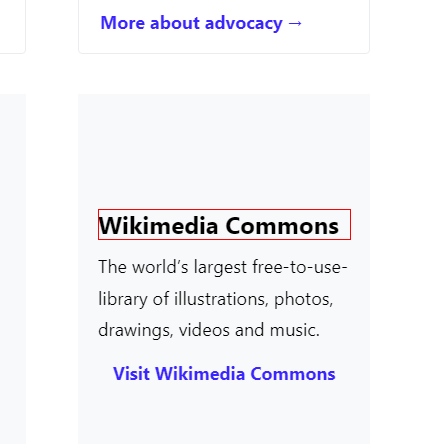 More about advocacy →
Wikimedia Commons
The world's largest free-to-use-
library of illustrations, photos,
drawings, videos and music.
Visit Wikimedia Commons